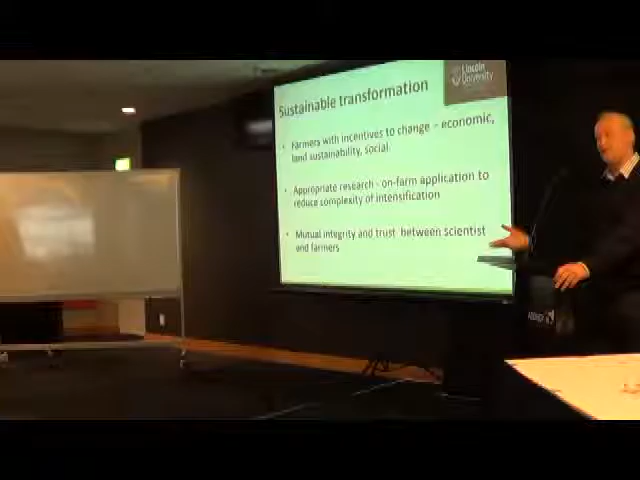 Lincoln
University
Sustainable transformation
• Farmers with incentives to change – economic,
land sustainability, social
• Appropriate research - on-farm application to
reduce complexity of intensification
• Mutual integrity and trust between scientist
and farmers